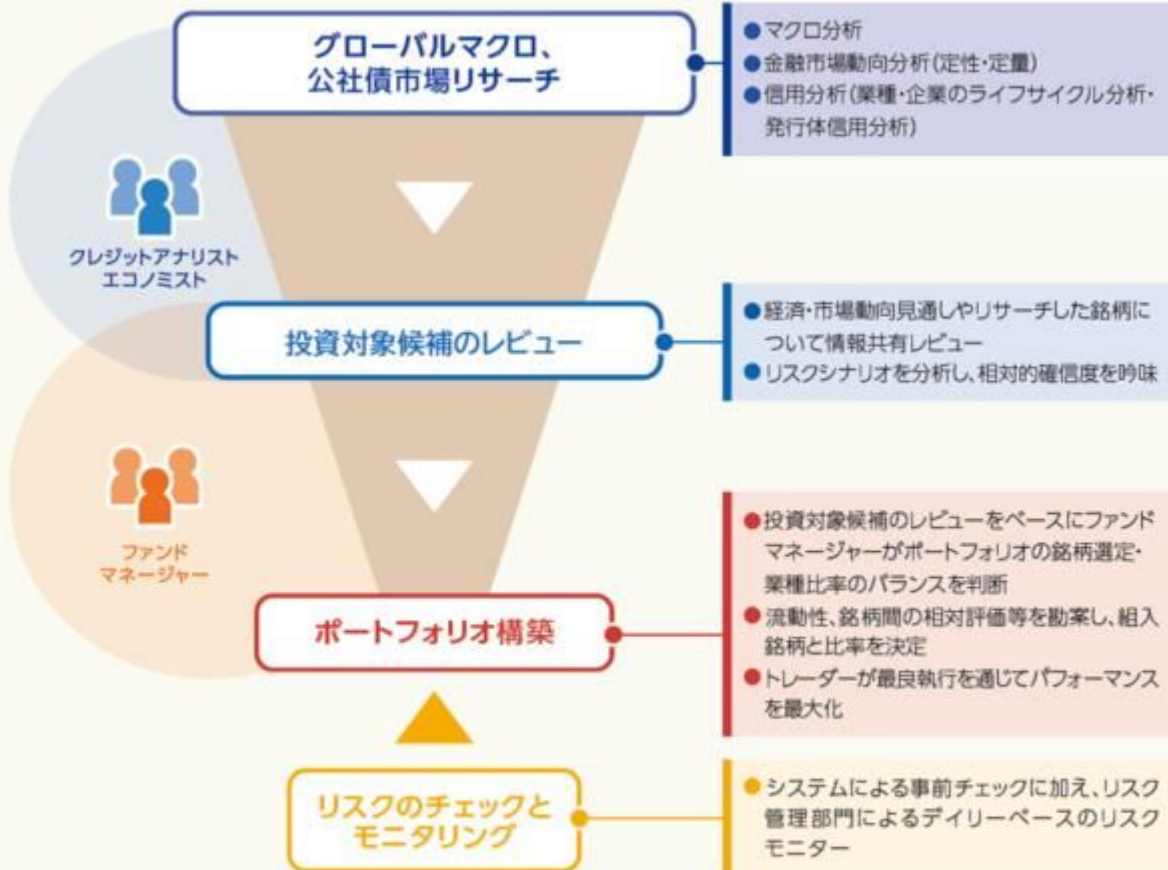 グローバルマクロ、
公社債市場リサーチ
●マクロ分析
●金融市場動向分析(定性・定量)
●信用分析(業種・企業のライフサイクル分析・
発行体信用分析)
クレジットアナリスト
エコノミスト
投資対象候補のレビュー
●経済・市場動向見通しやリサーチした銘柄に
ついて情報共有レビュー
●リスクシナリオを分析し、相対的確信度を吟味
ファンド
マネージャー
ポートフォリオ構築
●投資対象候補のレビューをベースにファンド
マネージャーがポートフォリオの銘柄選定・
業種比率のバランスを判断
●流動性、銘柄間の相対評価等を勘案し、組入
銘柄と比率を決定
●トレーダーが最良執行を通じてパフォーマンス
を最大化
リスクのチェックと
モニタリング
●システムによる事前チェックに加え、リスク
管理部門によるデイリーベースのリスク
モニター